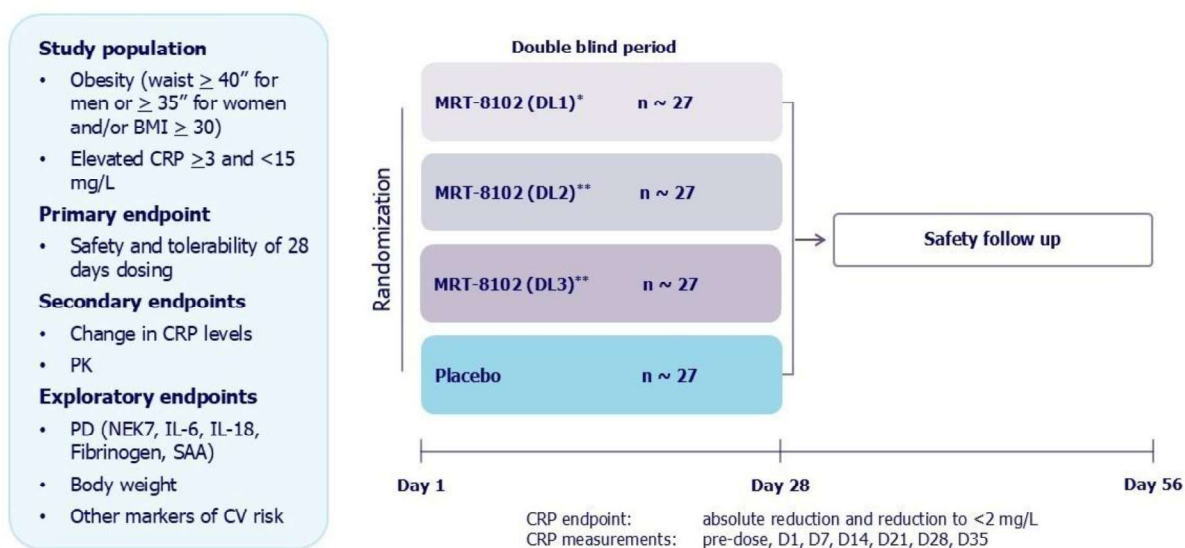 Study population
• Obesity (waist ≥ 40” for
men or ≥ 35” for women
and/or BMI ≥ 30)
• Elevated CRP ≥3 and <15
mg/L
Primary endpoint
• Safety and tolerability of 28
days dosing
Secondary endpoints
• Change in CRP levels
• PK
Exploratory endpoints
• PD (NEK7, IL-6, IL-18,
Fibrinogen, SAA)
• Body weight
• Other markers of CV risk
Double blind period
Randomization
MRT-8102 (DL1)* n ~ 27
MRT-8102 (DL2)** n ~ 27
MRT-8102 (DL3)** n ~ 27
Placebo n ~ 27
Safety follow up
Day 1 Day 28 Day 56
CRP endpoint: absolute reduction and reduction to <2 mg/L
CRP measurements: pre-dose, D1, D7, D14, D21, D28, D35